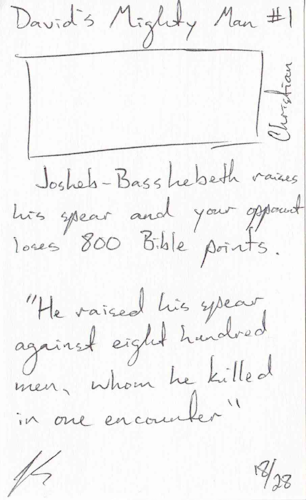 David's Mighty Man #1
Christian
Josheb-Basshebeth raises
his spear and your opponent
loses 800 Bible points.
"He raised his spear
against eight hundred
men, whom he killed
in one encounter"
18/28